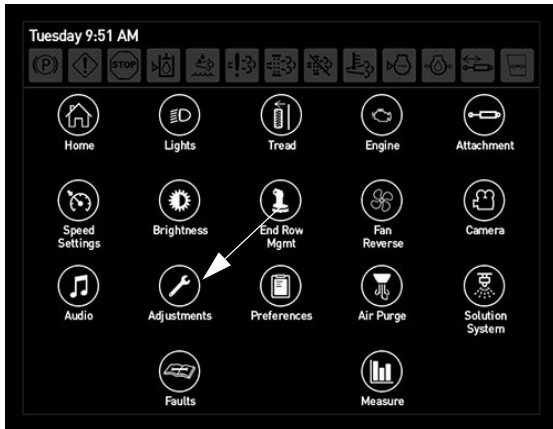 Tuesday 9:51 AM
(P) STOP
Home Lights Tread Engine Attachment
Speed Brightness End Row Fan Camera
Settings Mgmt Reverse
Audio Adjustments Preferences Air Purge Solution
System
Faults Measure